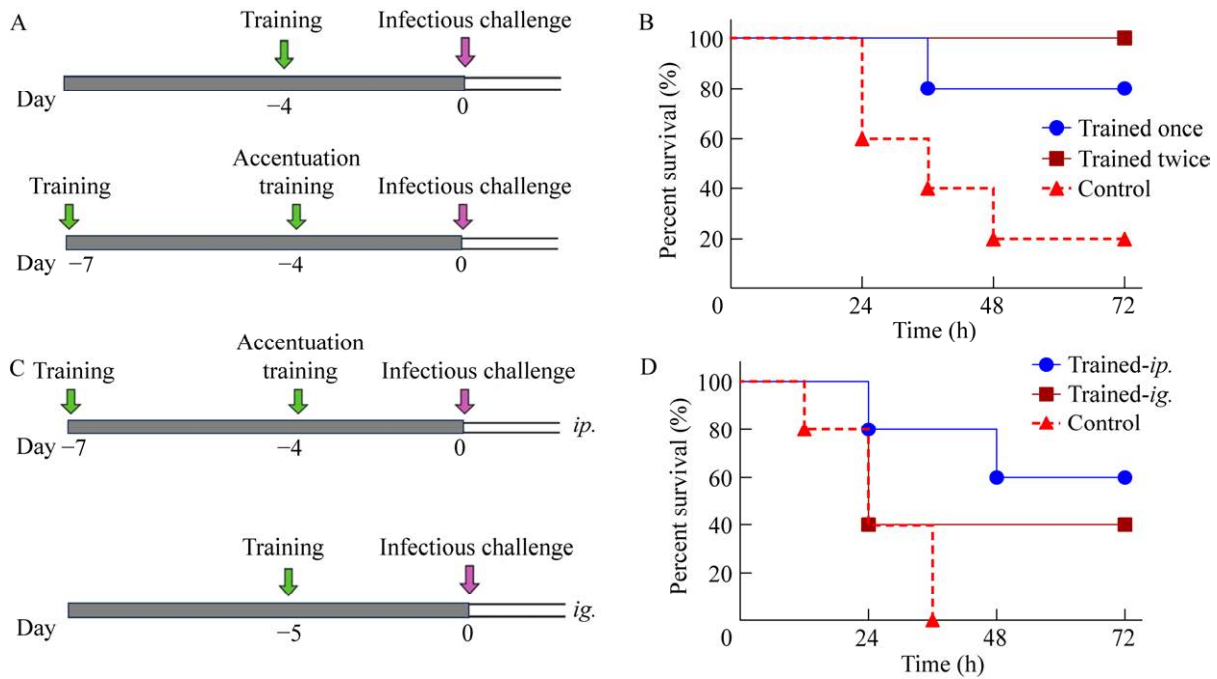 A
Training
Infectious challenge
Day
−4
0
Accentuation
Training
training
Infectious challenge
Day −7
−4
0
B
Percent survival (%)
100
80
60
40
20
0
24
48
72
Time (h)
Trained once
Trained twice
Control
C
Accentuation
Training
training
Infectious challenge
ip.
Day −7
−4
0
Training
Infectious challenge
ig.
Day
−5
0
D
Percent survival (%)
100
80
60
40
20
0
24
48
72
Time (h)
Trained-ip.
Trained-ig.
Control